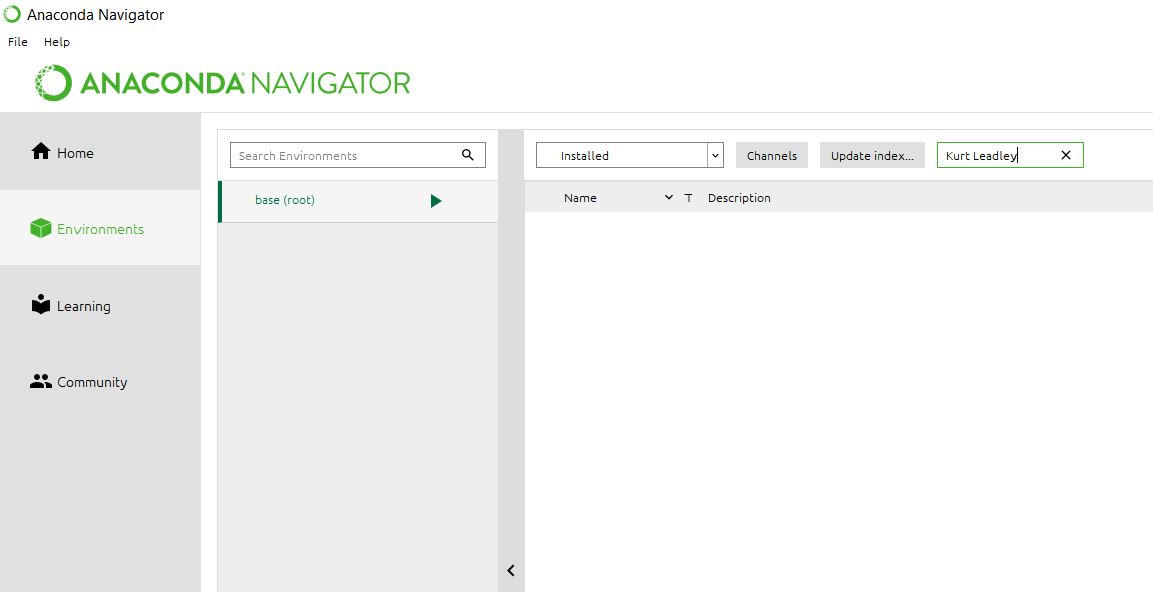 Anaconda Navigator
File Help
ANACONDA NAVIGATOR
Home
Environments
Learning
Community
Search Environments
base (root)
Installed Channels Update index... Kurt Leadley
Name T Description